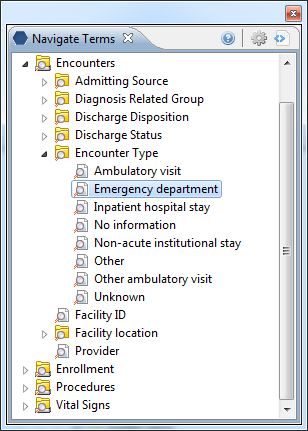 Navigate Terms
Encounters
Admitting Source
Diagnosis Related Group
Discharge Disposition
Discharge Status
Encounter Type
Ambulatory visit
Emergency department
Inpatient hospital stay
No information
Non-acute institutional stay
Other
Other ambulatory visit
Unknown
Facility ID
Facility location
Provider
Enrollment
Procedures
Vital Signs